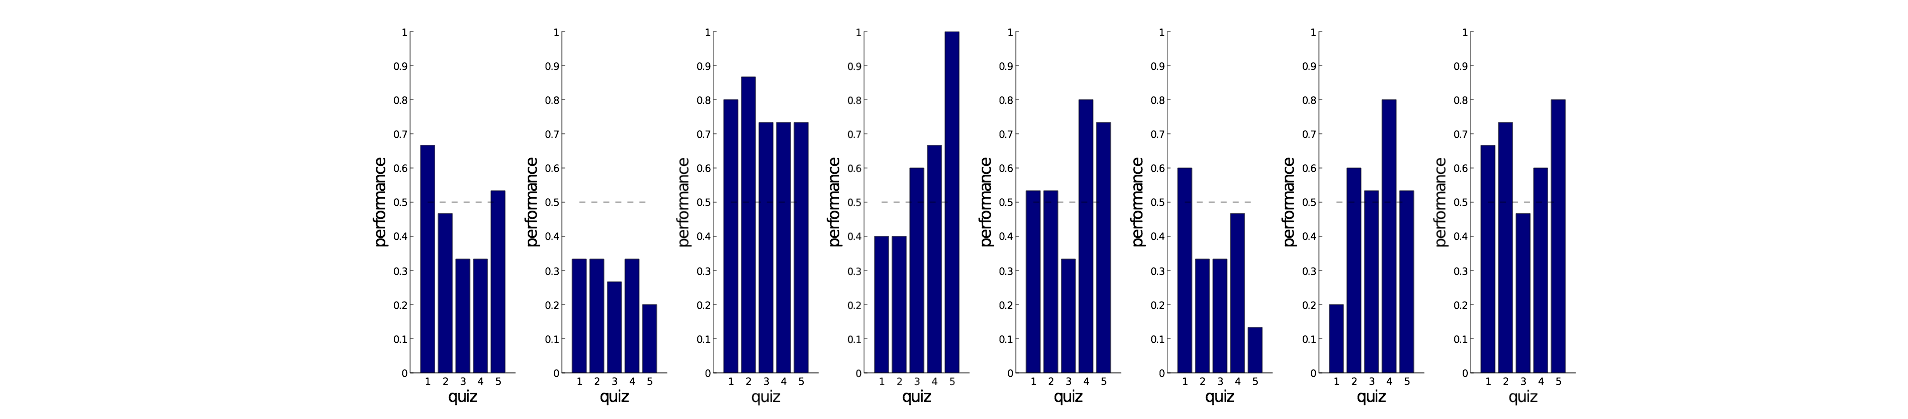 1 1 1 1 1 1 1 1
0.9 0.9 0.9 0.9 0.9 0.9 0.9 0.9
0.8 0.8 0.8 0.8 0.8 0.8 0.8 0.8
0.7 0.7 0.7 0.7 0.7 0.7 0.7 0.7
0.6 0.6 0.6 0.6 0.6 0.6 0.6 0.6
0.5 0.5 0.5 0.5 0.5 0.5 0.5 0.5
0.4 0.4 0.4 0.4 0.4 0.4 0.4 0.4
0.3 0.3 0.3 0.3 0.3 0.3 0.3 0.3
0.2 0.2 0.2 0.2 0.2 0.2 0.2 0.2
0.1 0.1 0.1 0.1 0.1 0.1 0.1 0.1
0 0 0 0 0 0 0 0
performance performance performance performance performance performance performance performance
1 2 3 4 5 1 2 3 4 5 1 2 3 4 5 1 2 3 4 5 1 2 3 4 5 1 2 3 4 5 1 2 3 4 5 1 2 3 4 5
quiz quiz quiz quiz quiz quiz quiz quiz